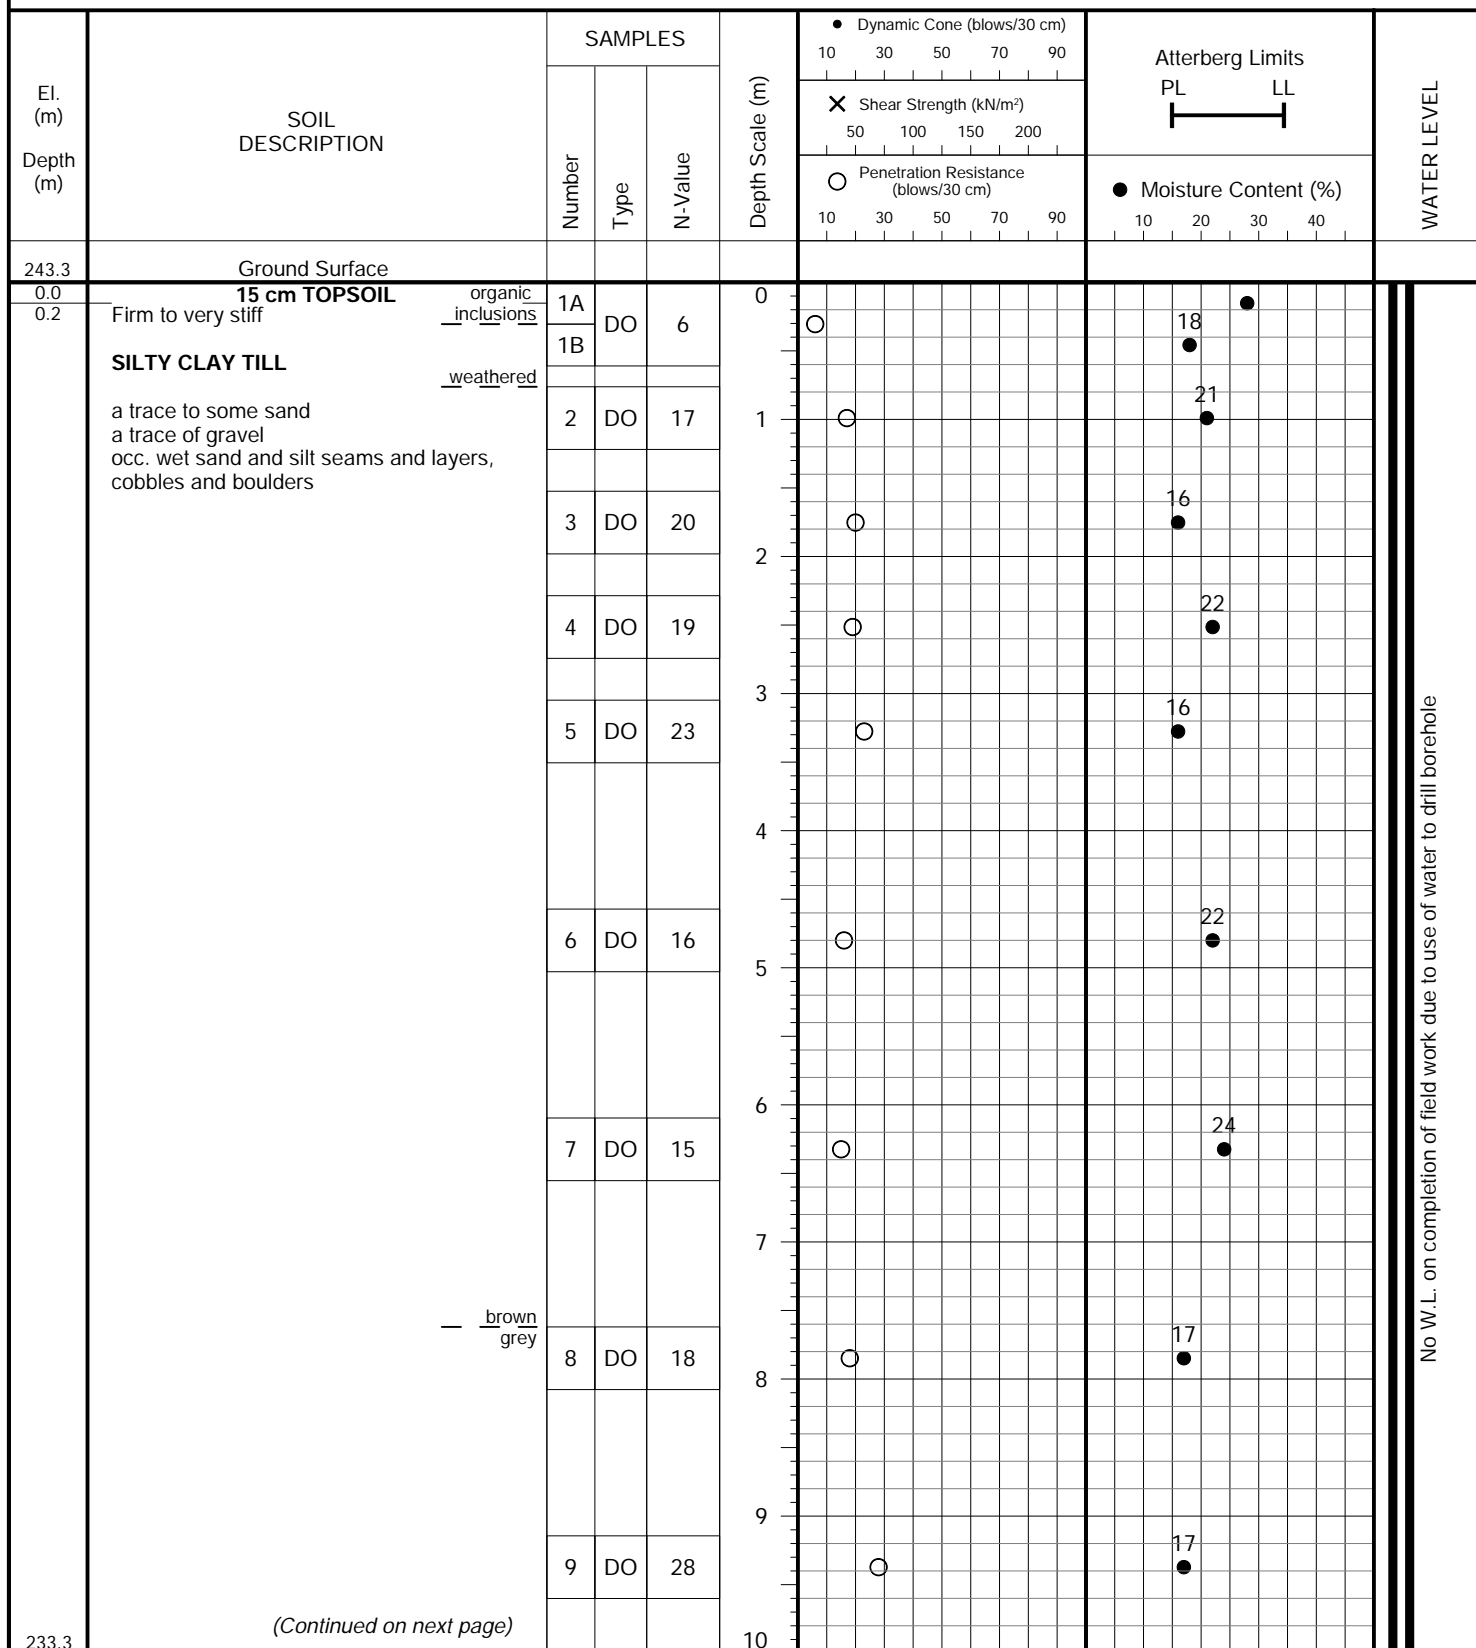 El.
(m)
Depth
(m)
SOIL
DESCRIPTION
SAMPLES
Number
Type
N-Value
Depth Scale (m)
Dynamic Cone (blows/30 cm)
10 30 50 70 90
Shear Strength (kN/m²)
50 100 150 200
Penetration Resistance
(blows/30 cm)
10 30 50 70 90
Atterberg Limits
PL LL
Moisture Content (%)
10 20 30 40
WATER LEVEL
243.3 Ground Surface
0.0 15 cm TOPSOIL organic 0
0.2 Firm to very stiff inclusions 1A DO 6 18
1B
SILTY CLAY TILL
weathered
a trace to some sand 2 DO 17 1 21
a trace of gravel
occ. wet sand and silt seams and layers,
cobbles and boulders
3 DO 20 16
2
4 DO 19 22
3
5 DO 23 16
4
6 DO 16 22
5
6
7 DO 15 24
7
brown
grey
8 DO 18 17
8
9
9 DO 28 17
(Continued on next page)
233.3 10
No W.L. on completion of field work due to use of water to drill borehole